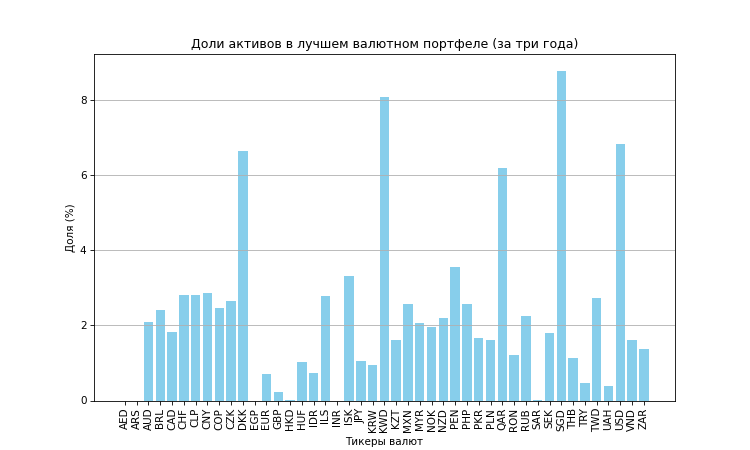 Доли активов в лучшем валютном портфеле (за три года)
Доля (%)
8
6
4
2
0
AED ARS AUD BRL CAD CHF CLP CNY COP CZK DKK EGP EUR GBP HKD HUF IDR ILS INR ISK JPY KRW KWD KZT MXN MYR NOK NZD PEN PHP PKR PLN QAR RON RUB SAR SEK SGD THB TRY TWD UAH USD VND ZAR
Тикеры валют